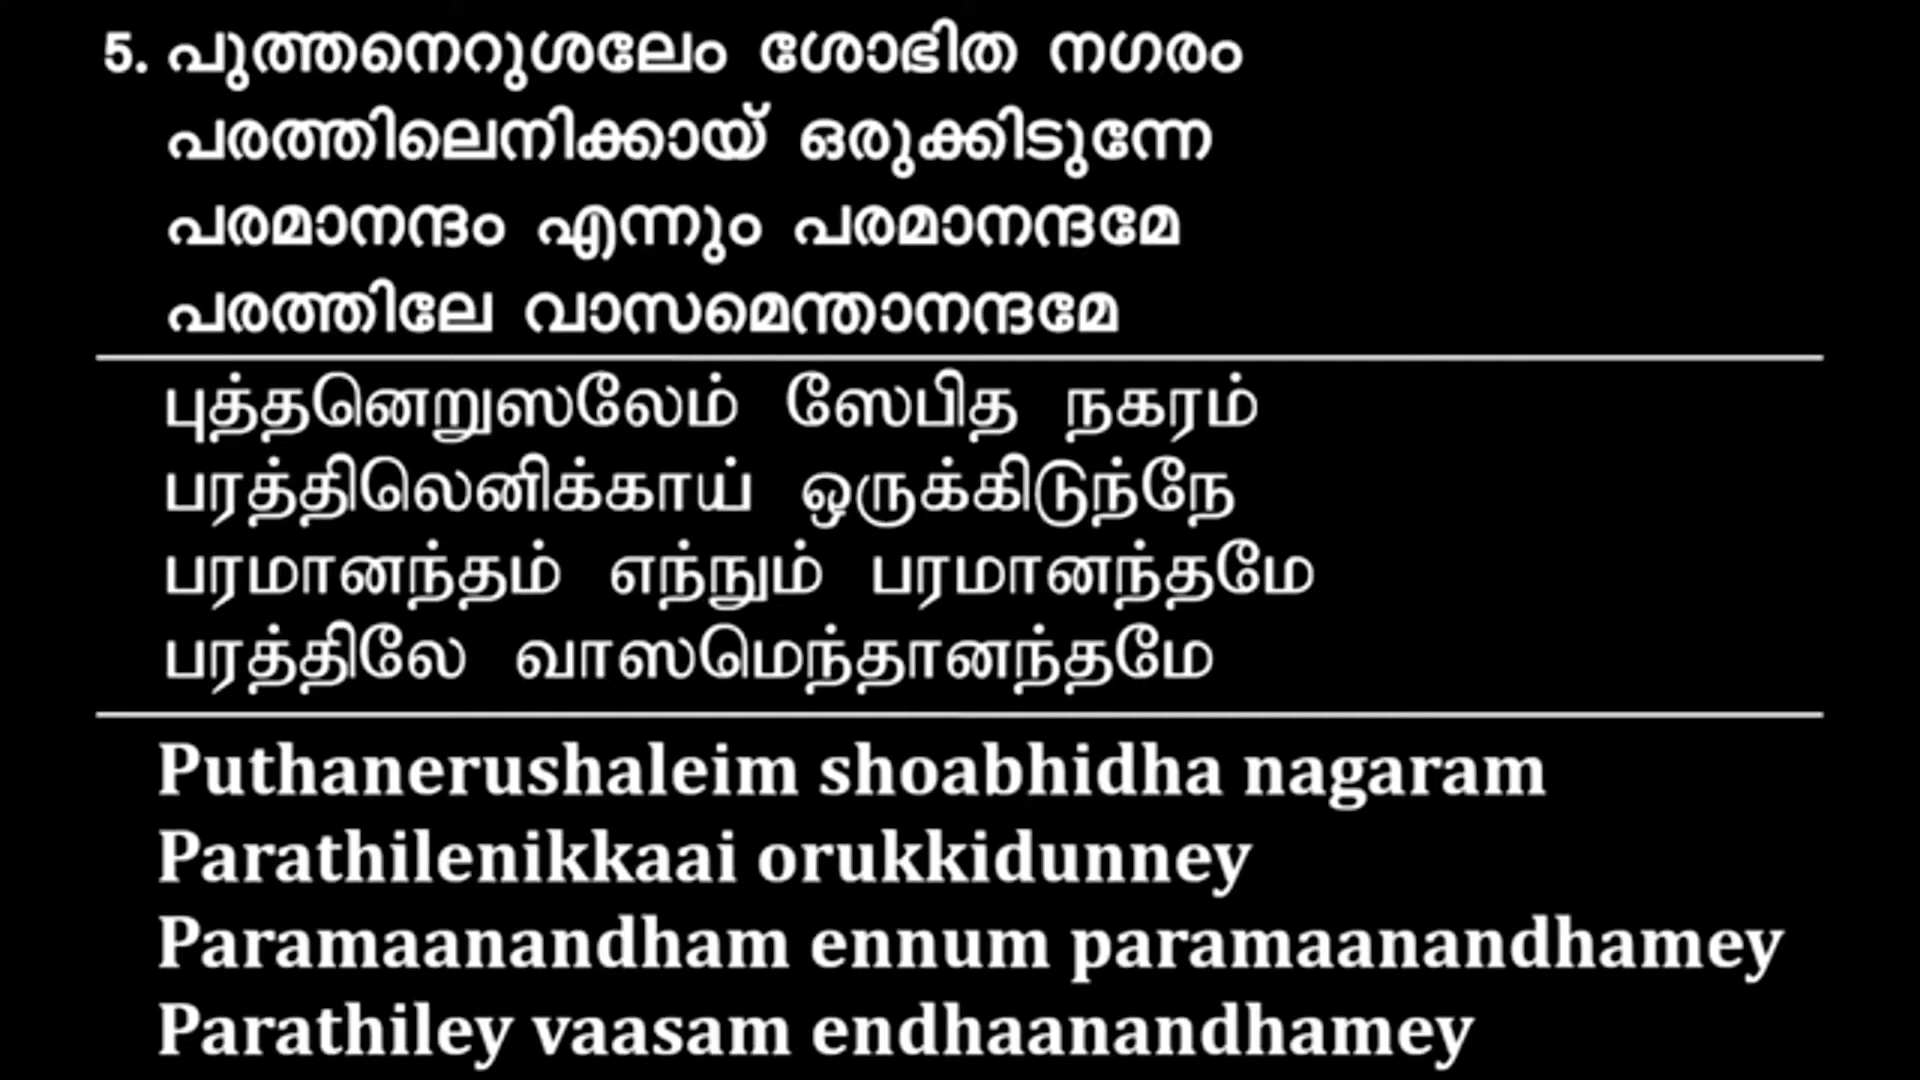 5. പുത്തനെറുശലേം ശോഭിത നഗരം
പരത്തിലെനിക്കായ് ഒരുക്കിടുന്നേ
പരമാനന്ദം എന്നും പരമാനന്ദമേ
പരത്തിലേ വാസമെന്താനന്ദമേ
புத்தனெறுஸலேம் ஸேபித நகரம்
பரத்திலெனிக்காய் ஒருக்கிடுந்நே
பரமானந்தம் எந்நும் பரமானந்தமே
பரத்திலே வாஸமெந்தானந்தமே
Puthanerushaleim shoabhidha nagaram
Parathilenikkaai orukkidunney
Paramaanandham ennum paramaanandhamey
Parathiley vaasam endhaanandhamey